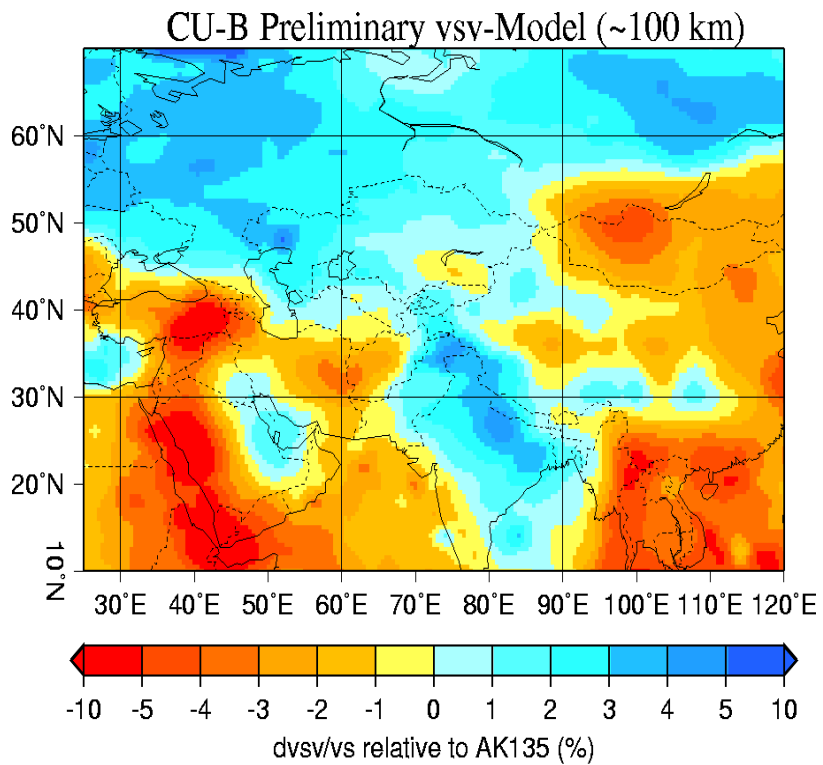 CU-B Preliminary vsv-Model (~100 km)
60˚N
50˚N
40˚N
30˚N
20˚N
10˚N
30˚E 40˚E 50˚E 60˚E 70˚E 80˚E 90˚E 100˚E 110˚E 120˚E
-10 -5 -4 -3 -2 -1 0 1 2 3 4 5 10
dvsv/vs relative to AK135 (%)